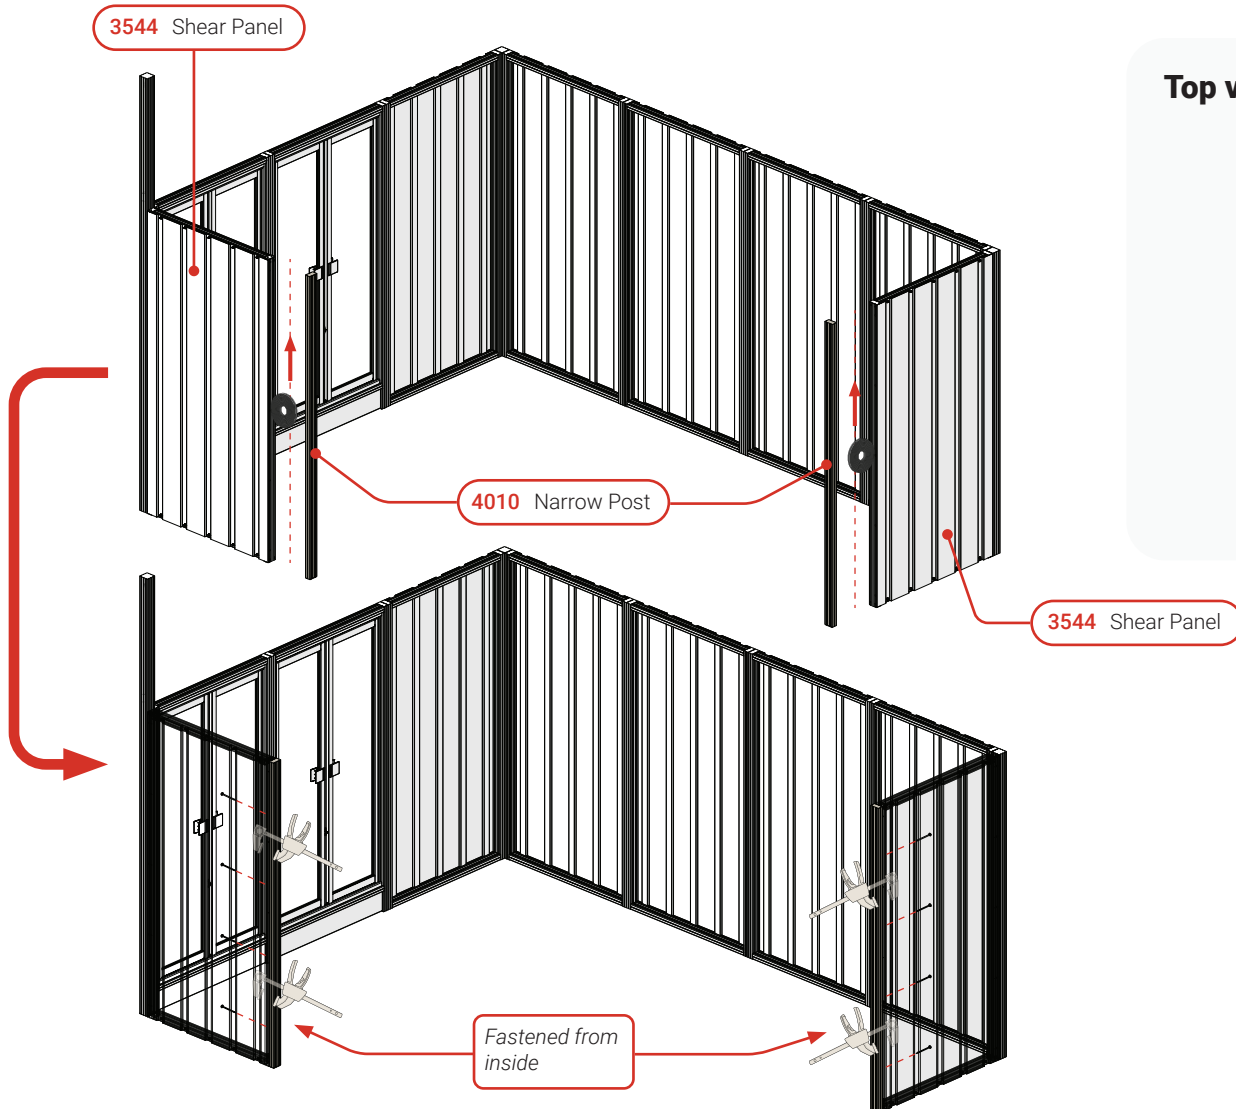 3544 Shear Panel
Top v
4010 Narrow Post
3544 Shear Panel
Fastened from
inside